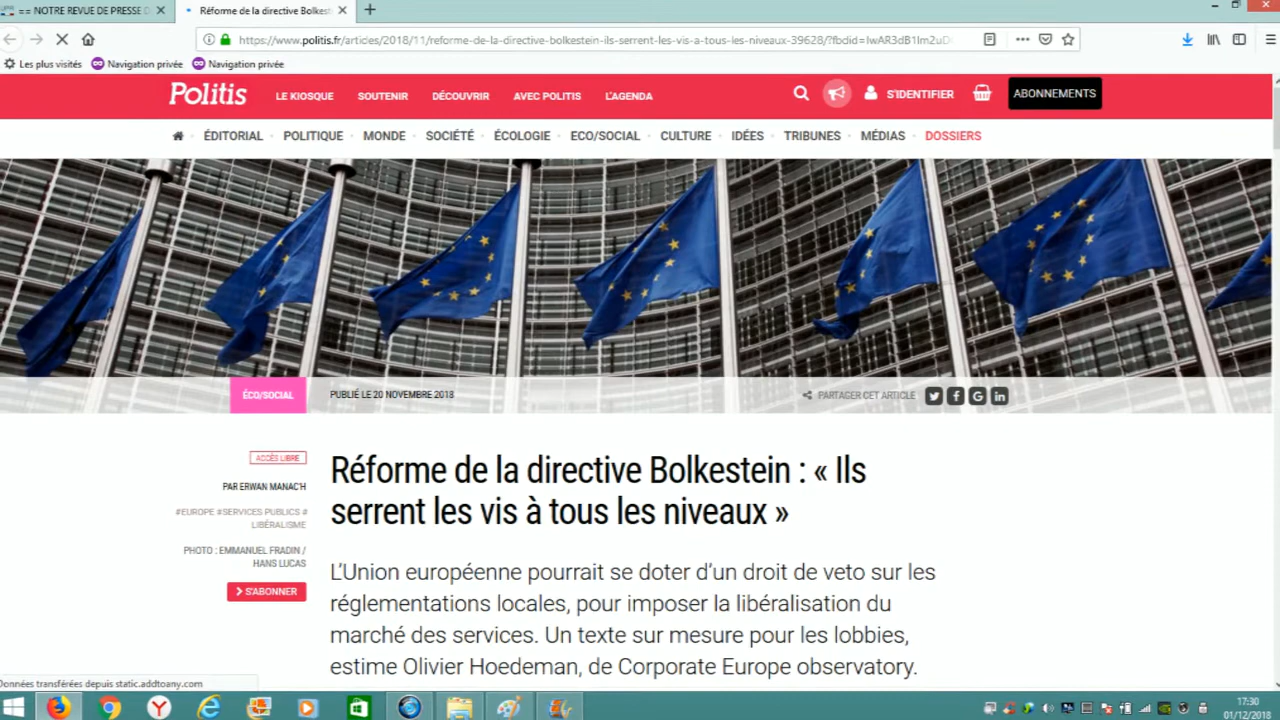 == NOTRE REVUE DE PRESSE D
Réforme de la directive Bolkest
https://www.politis.fr/articles/2018/11/reforme-de-la-directive-bolkestein-ils-serrent-les-vis-a-tous-les-niveaux-39628/?fbclid=IwAR3dB1Im2uD
Les plus visités
Navigation privée
Navigation privée
Politis
LE KIOSQUE
SOUTENIR
DÉCOUVRIR
AVEC POLITIS
L'AGENDA
S'IDENTIFIER
ABONNEMENTS
ÉDITORIAL
POLITIQUE
MONDE
SOCIÉTÉ
ÉCOLOGIE
ECO/SOCIAL
CULTURE
IDÉES
TRIBUNES
MÉDIAS
DOSSIERS
ÉCO/SOCIAL
PUBLIÉ LE 20 NOVEMBRE 2018
PARTAGER CET ARTICLE
ACCÈS LIBRE
PAR ERWAN MANAC'H
#EUROPE #SERVICES PUBLICS #
LIBÉRALISME
PHOTO : EMMANUEL FRADIN /
HANS LUCAS
S'ABONNER
Réforme de la directive Bolkestein : « Ils
serrent les vis à tous les niveaux »
L'Union européenne pourrait se doter d'un droit de veto sur les
réglementations locales, pour imposer la libéralisation du
marché des services. Un texte sur mesure pour les lobbies,
estime Olivier Hoedeman, de Corporate Europe observatory.
Données transférées depuis static.addtoany.com
17:30
01/12/2018